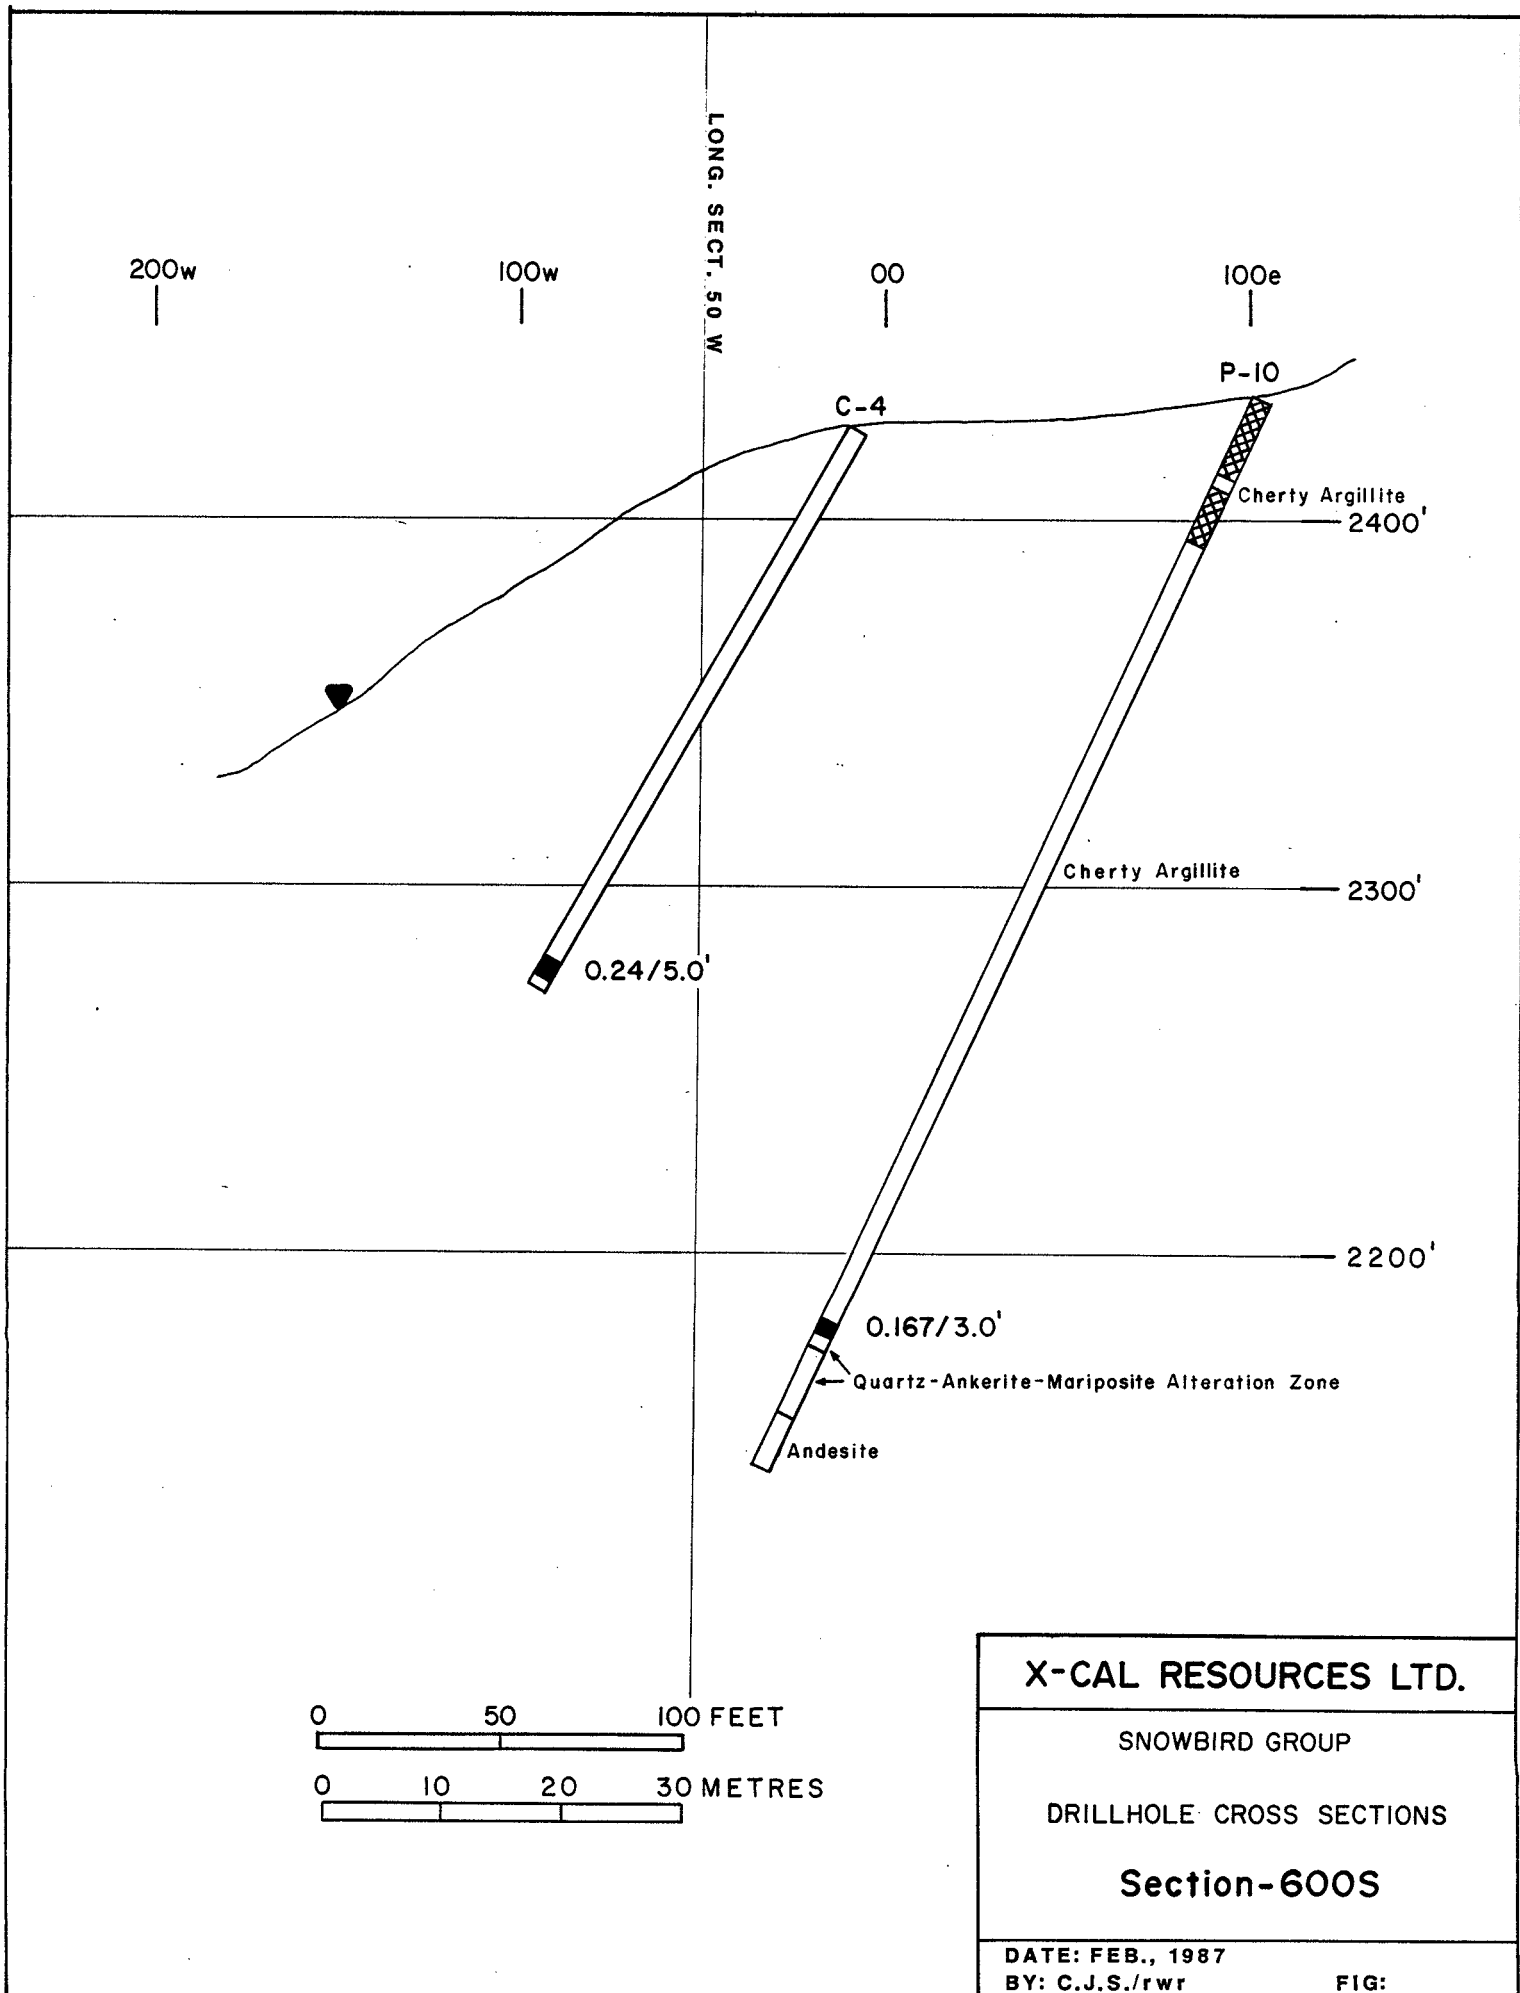 LONG. SECT. 50 W
200w 100w 00 100e
P-10
C-4
Cherty Argillite
2400'
Cherty Argillite
2300'
0.24/5.0'
2200'
0.167/3.0'
Quartz-Ankerite-Mariposite Alteration Zone
Andesite
0 50 100 FEET
0 10 20 30 METRES
X-CAL RESOURCES LTD.
SNOWBIRD GROUP
DRILLHOLE CROSS SECTIONS
Section-600S
DATE: FEB., 1987
BY: C.J.S./rwr FIG: